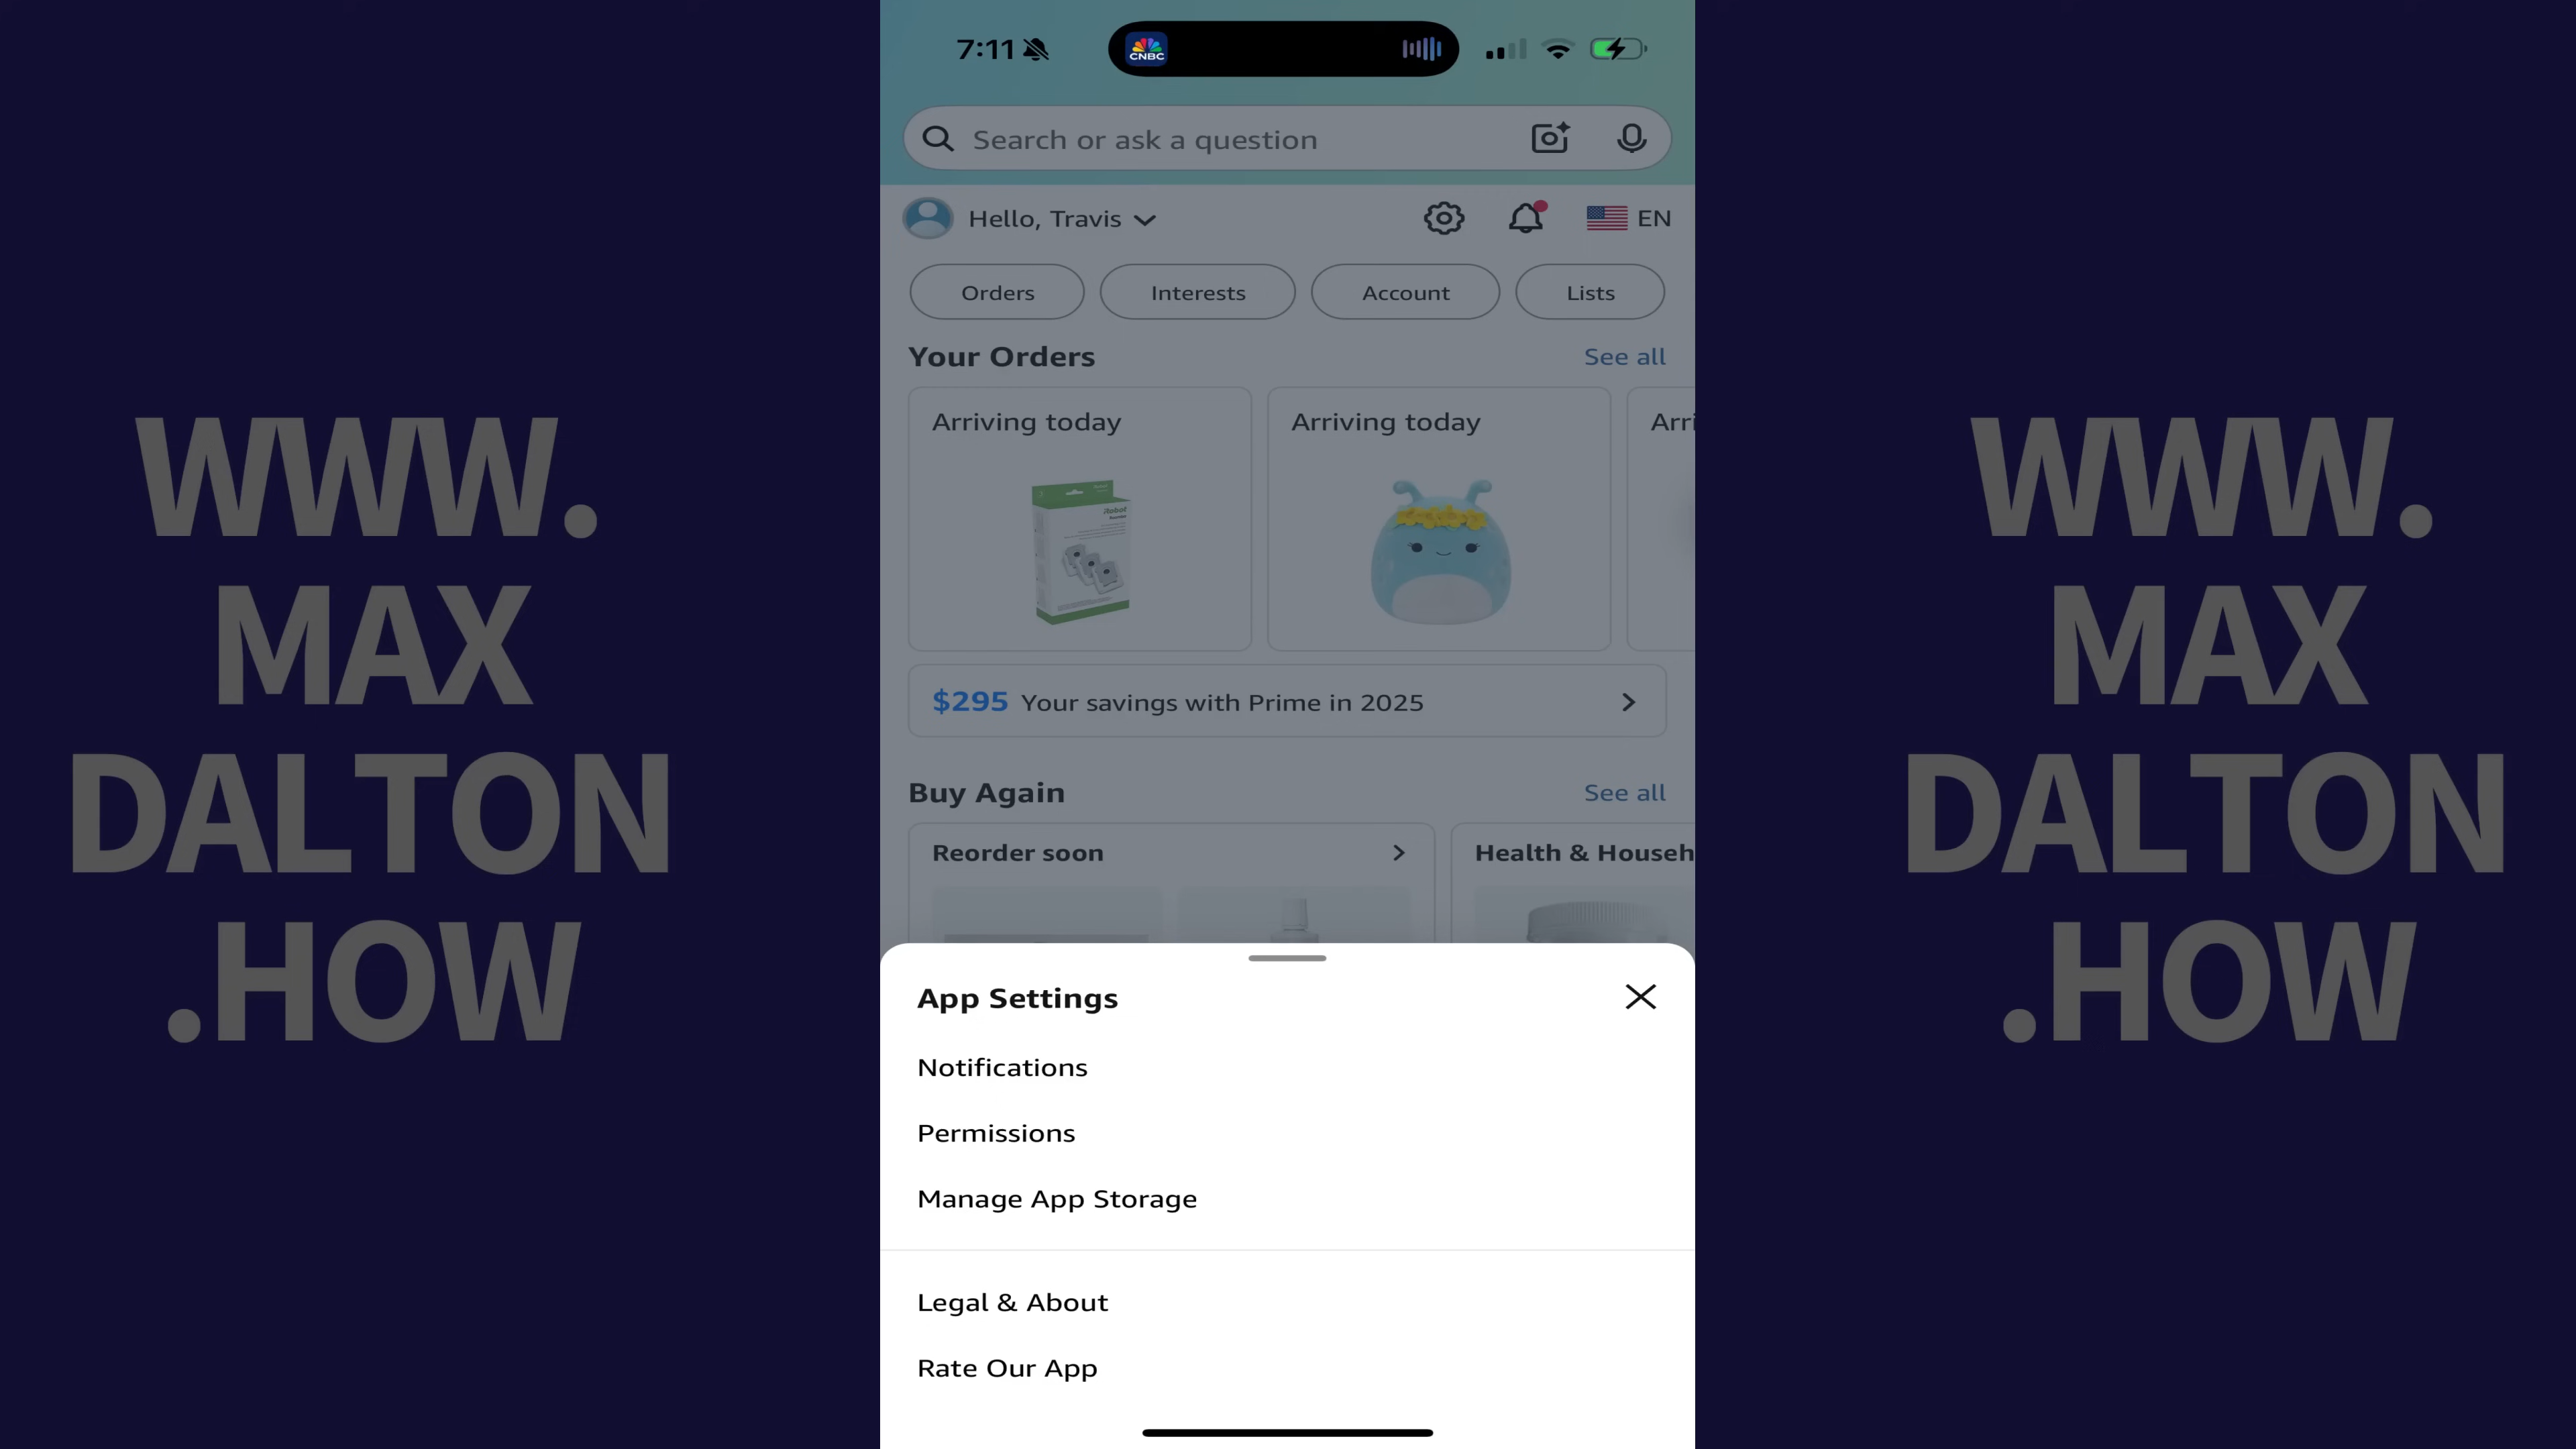 WWW.
MAX
DALTON
.HOW
7:11
CNBC
Search or ask a question
Hello, Travis
EN
Orders
Interests
Account
Lists
Your Orders
See all
Arriving today
Arriving today
Arri
iRobot
$295 Your savings with Prime in 2025
Buy Again
See all
Reorder soon
Health & Househ
App Settings
Notifications
Permissions
Manage App Storage
Legal & About
Rate Our App
WWW.
MAX
DALTON
.HOW